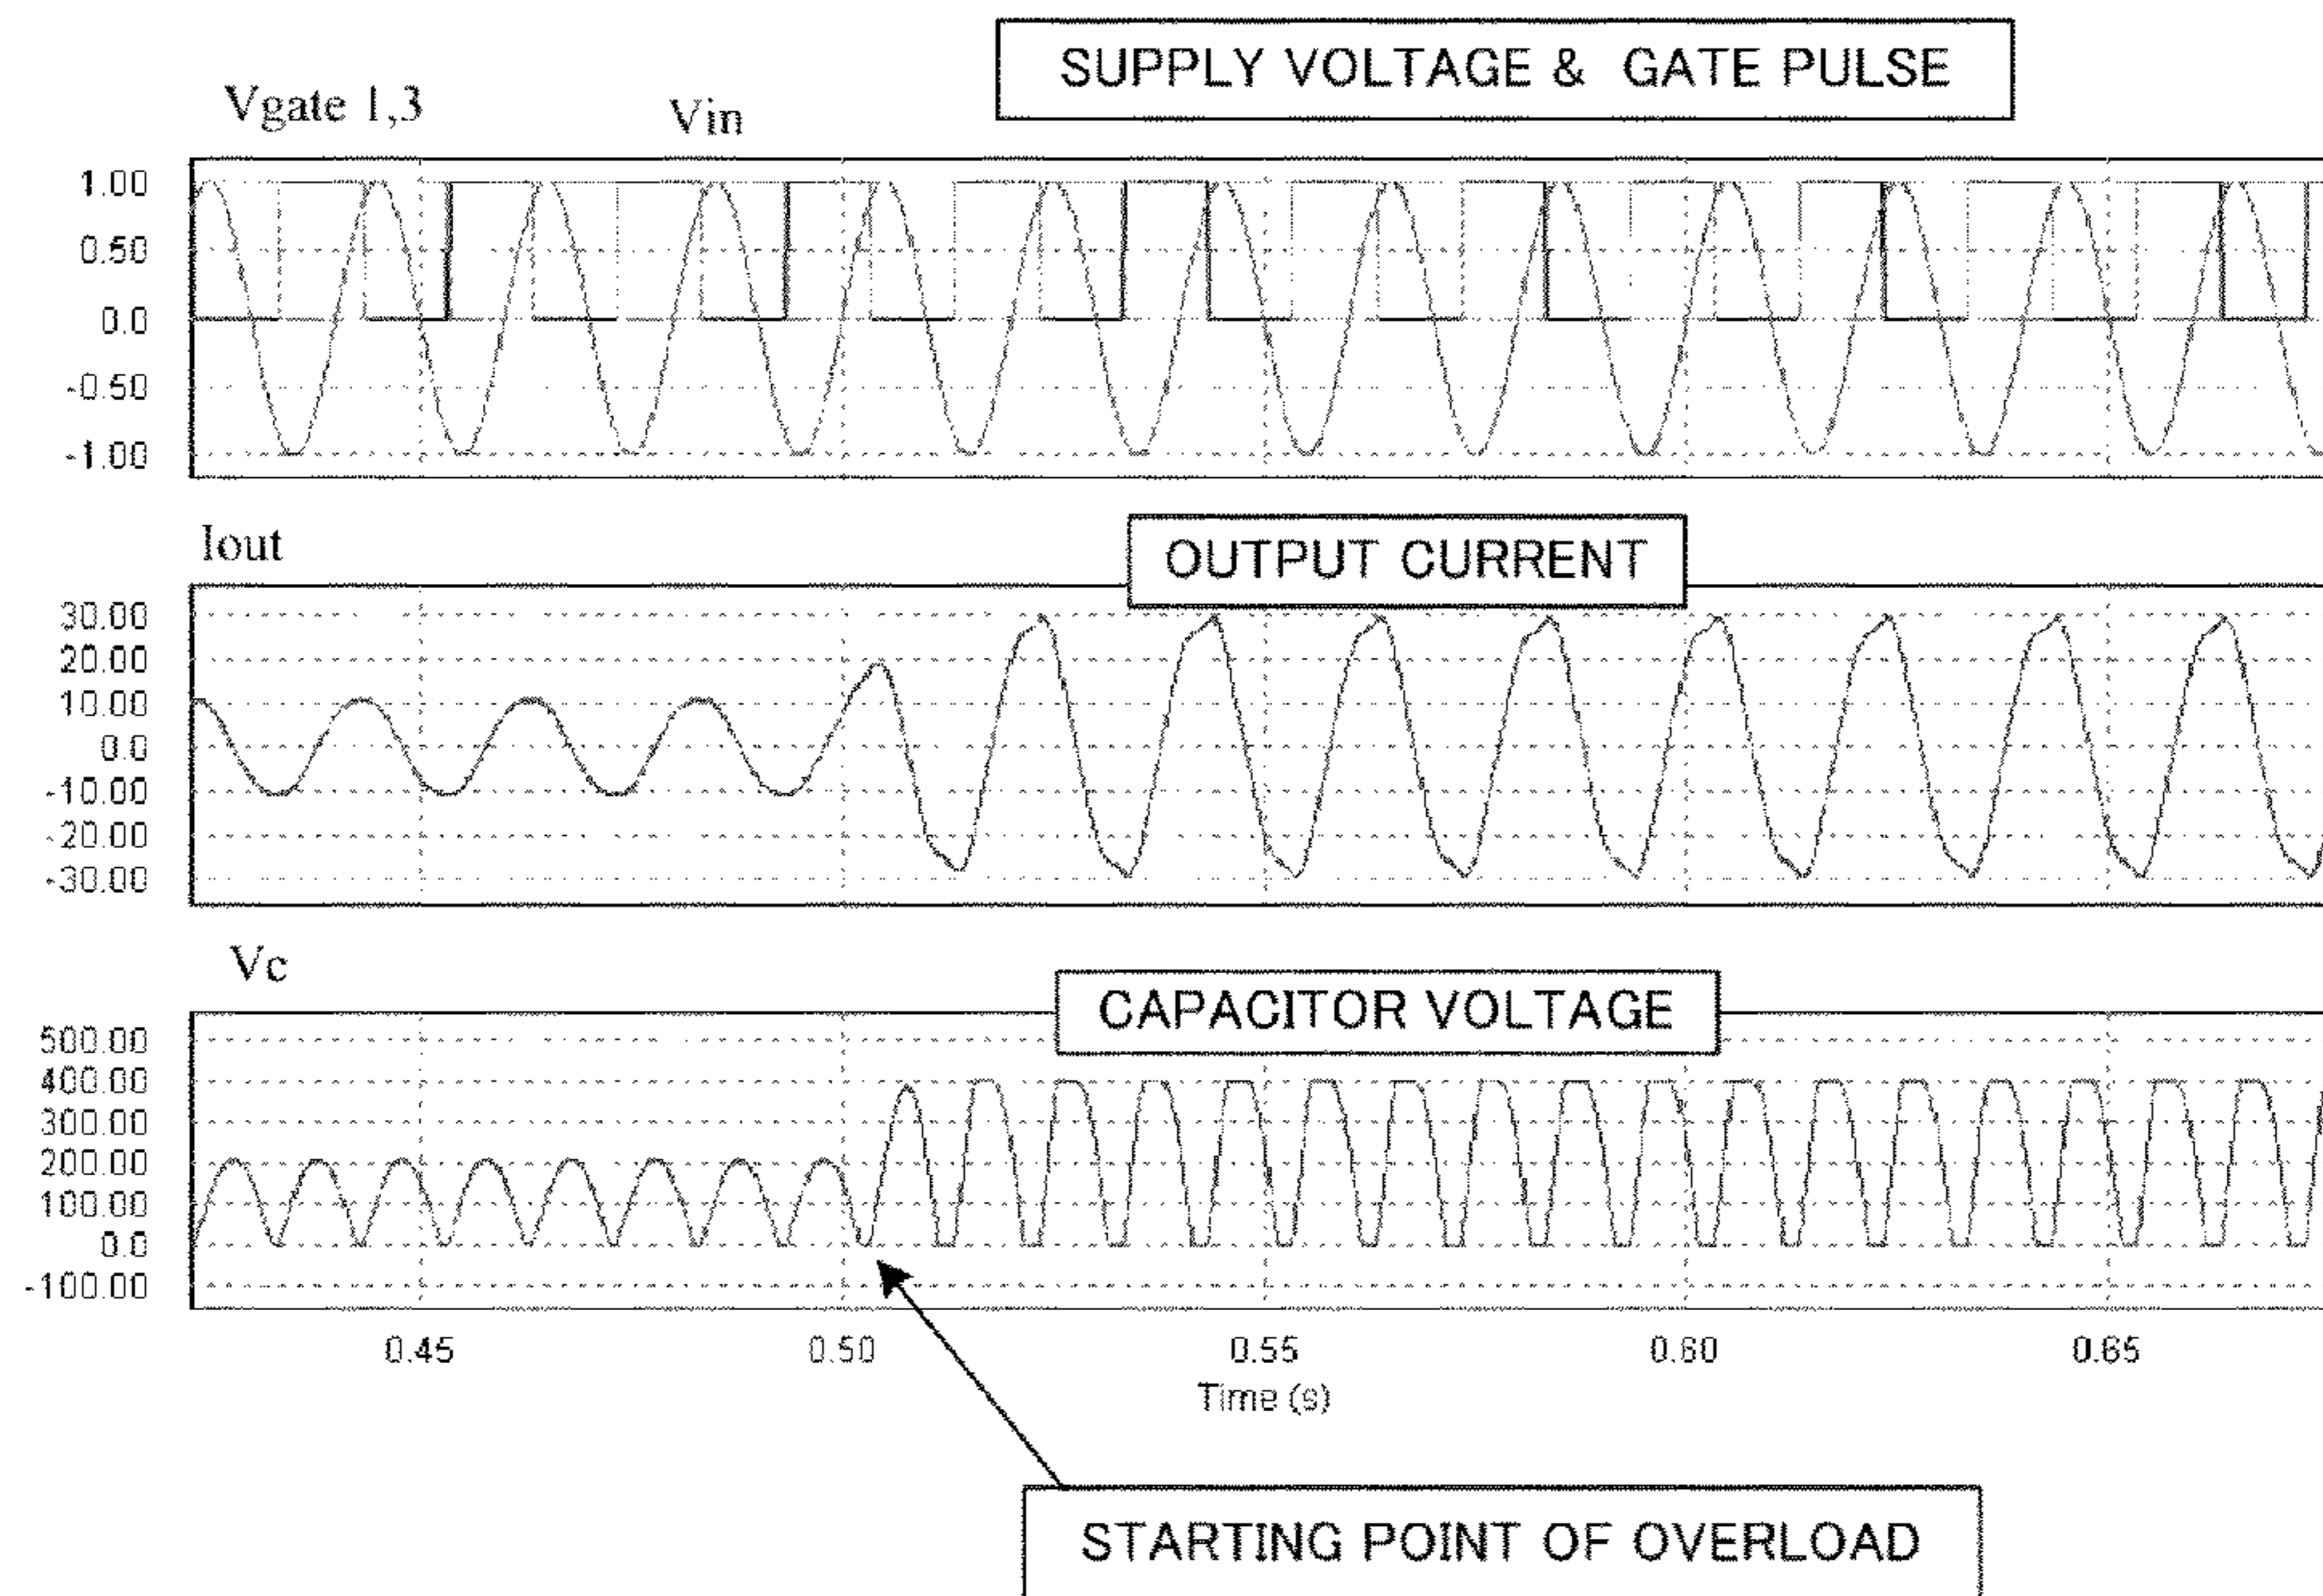 SUPPLY VOLTAGE & GATE PULSE
Vgate 1,3
Vin
1.00
0.50
0.0
-0.50
-1.00
Iout
OUTPUT CURRENT
30.00
20.00
10.00
0.0
-10.00
-20.00
-30.00
Vc
CAPACITOR VOLTAGE
500.00
400.00
300.00
200.00
100.00
0.0
-100.00
0.45 0.50 0.55 0.60 0.65
Time (s)
STARTING POINT OF OVERLOAD